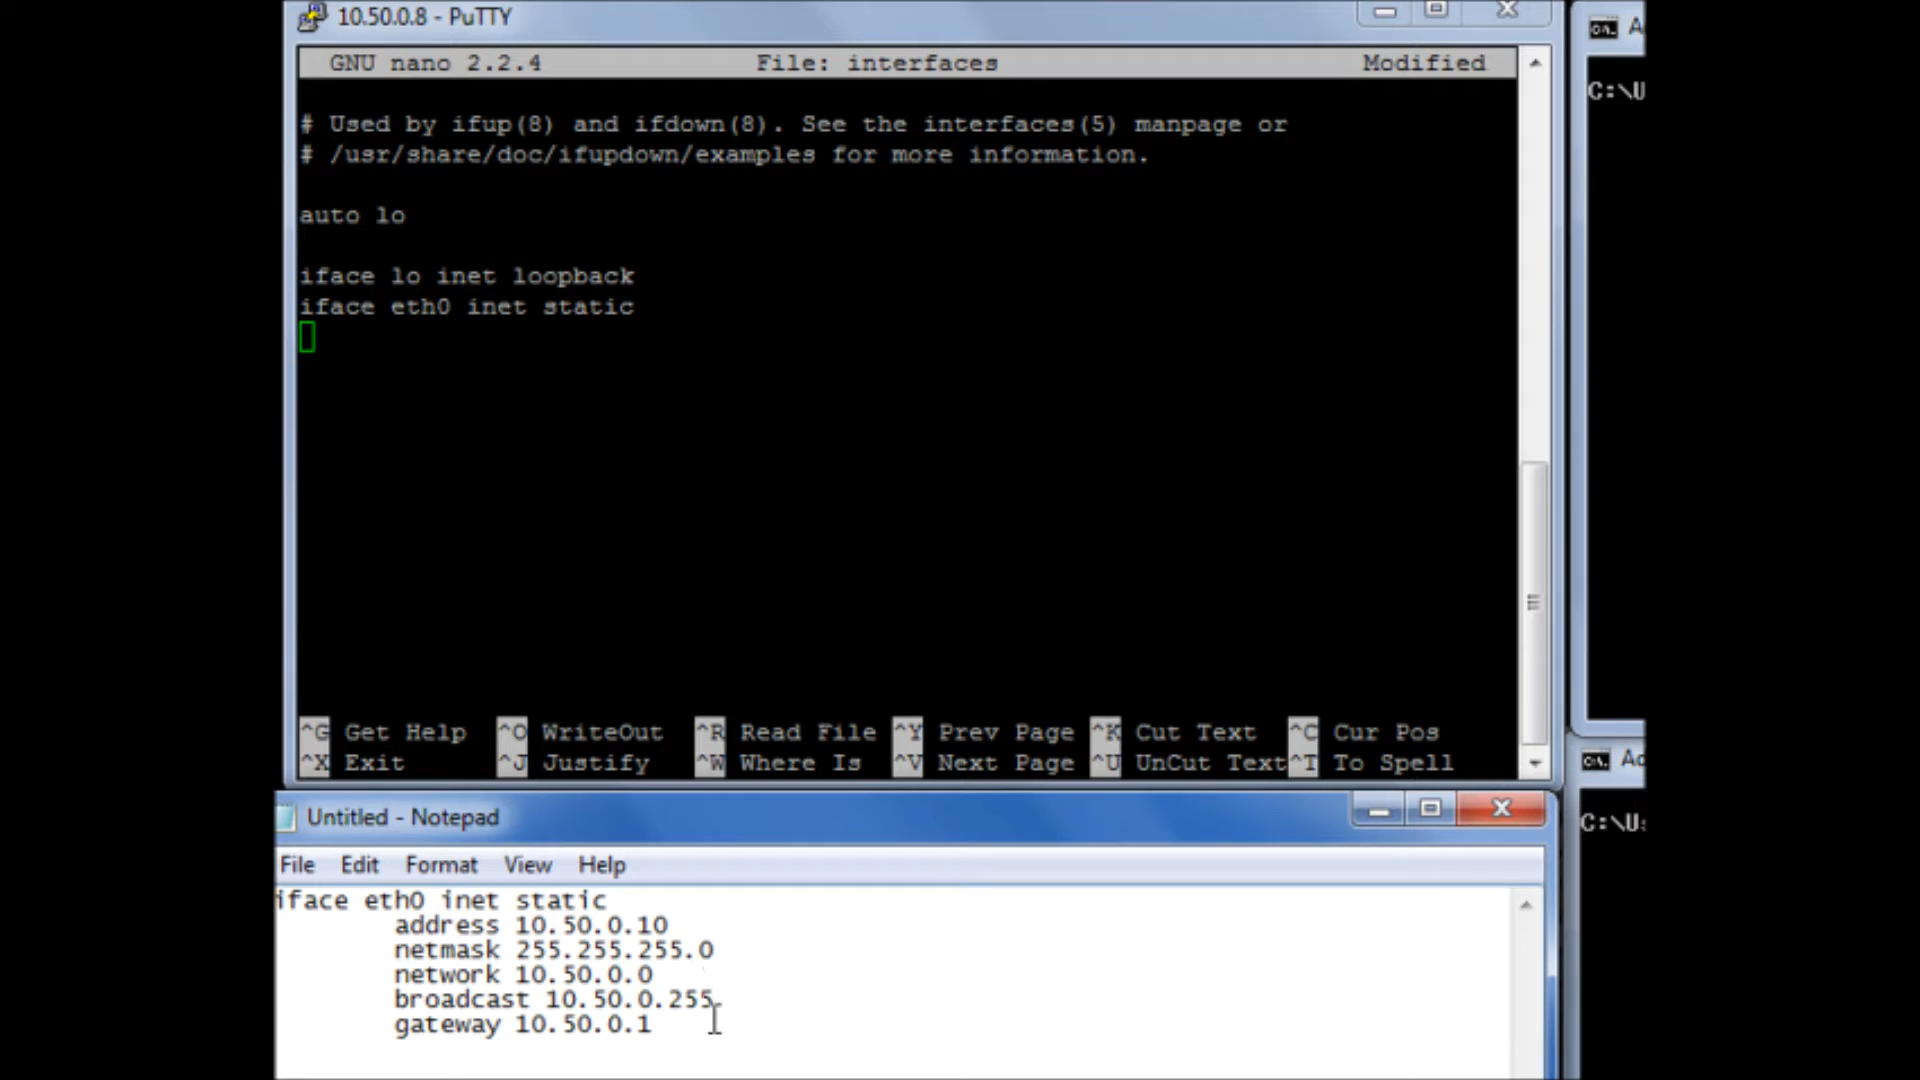 10.50.0.8 - PuTTY
GNU nano 2.2.4 File: interfaces Modified
# Used by ifup(8) and ifdown(8). See the interfaces(5) manpage or
# /usr/share/doc/ifupdown/examples for more information.
auto lo
iface lo inet loopback
iface eth0 inet static
^G Get Help ^O WriteOut ^R Read File ^Y Prev Page ^K Cut Text ^C Cur Pos
^X Exit ^J Justify ^W Where Is ^V Next Page ^U UnCut Text ^T To Spell
Untitled - Notepad
File Edit Format View Help
iface eth0 inet static
address 10.50.0.10
netmask 255.255.255.0
network 10.50.0.0
broadcast 10.50.0.255
gateway 10.50.0.1
C:\U
C:\U